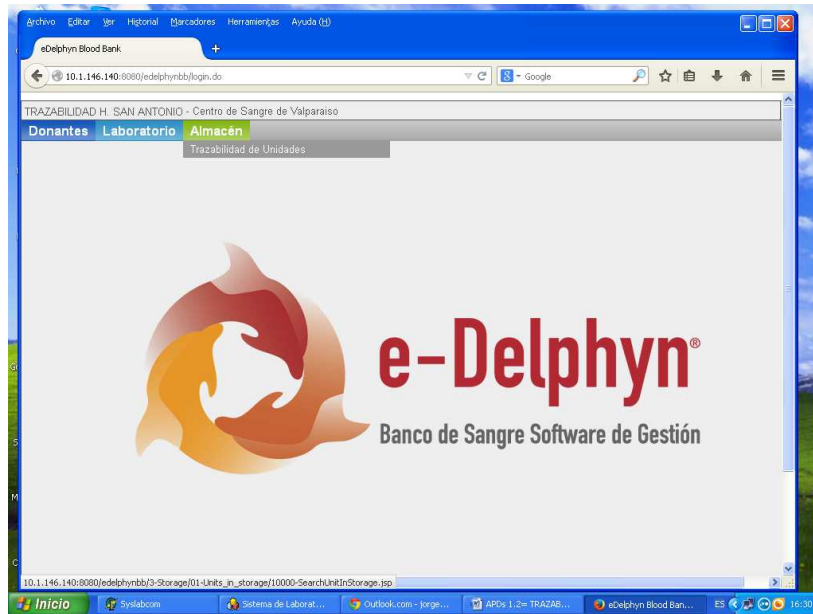 Archivo Editar Ver Historial Marcadores Herramientas Ayuda (H)
eDelphyn Blood Bank
10.1.146.140:8080/edelphynbb/login.do
Google
TRAZABILIDAD H. SAN ANTONIO - Centro de Sangre de Valparaiso
Donantes Laboratorio Almacén
Trazabilidad de Unidades
e-Delphyn®
Banco de Sangre Software de Gestión
10.1.146.140:8080/edelphynbb/3-Storage/01-Units_in_storage/10000-SearchUnitInStorage.jsp
Inicio Syslabcom Sistema de Laborat... Outlook.com - jorge... APDs 1.2= TRAZAB... eDelphyn Blood Ban... ES 16:30